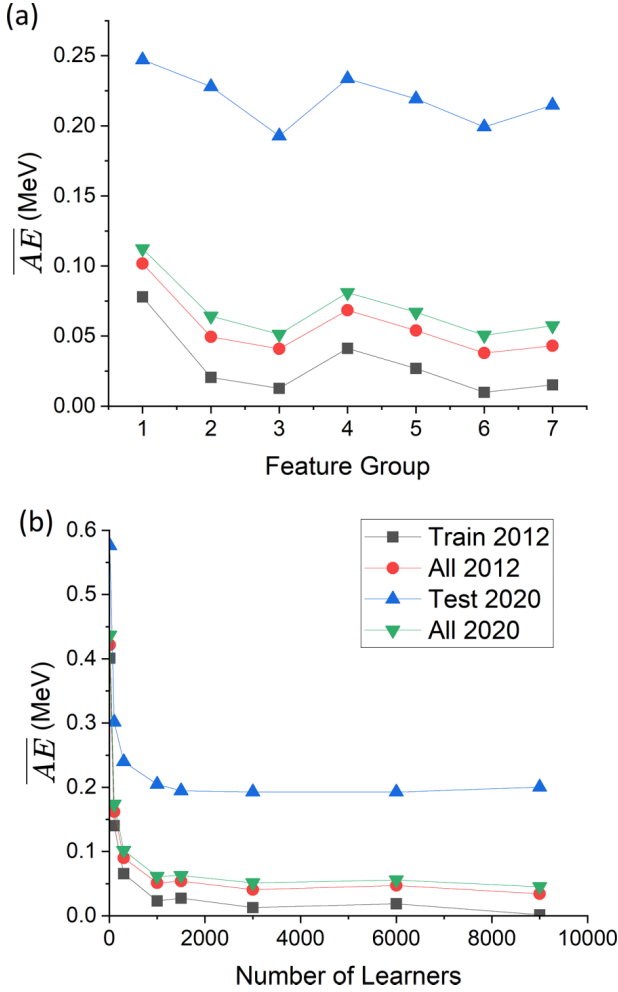 (a)
0.25
0.20
0.15
0.10
0.05
0.00
AE (MeV)
1 2 3 4 5 6 7
Feature Group
(b)
0.6
0.5
0.4
0.3
0.2
0.1
0.0
AE (MeV)
Train 2012
All 2012
Test 2020
All 2020
0 2000 4000 6000 8000 10000
Number of Learners